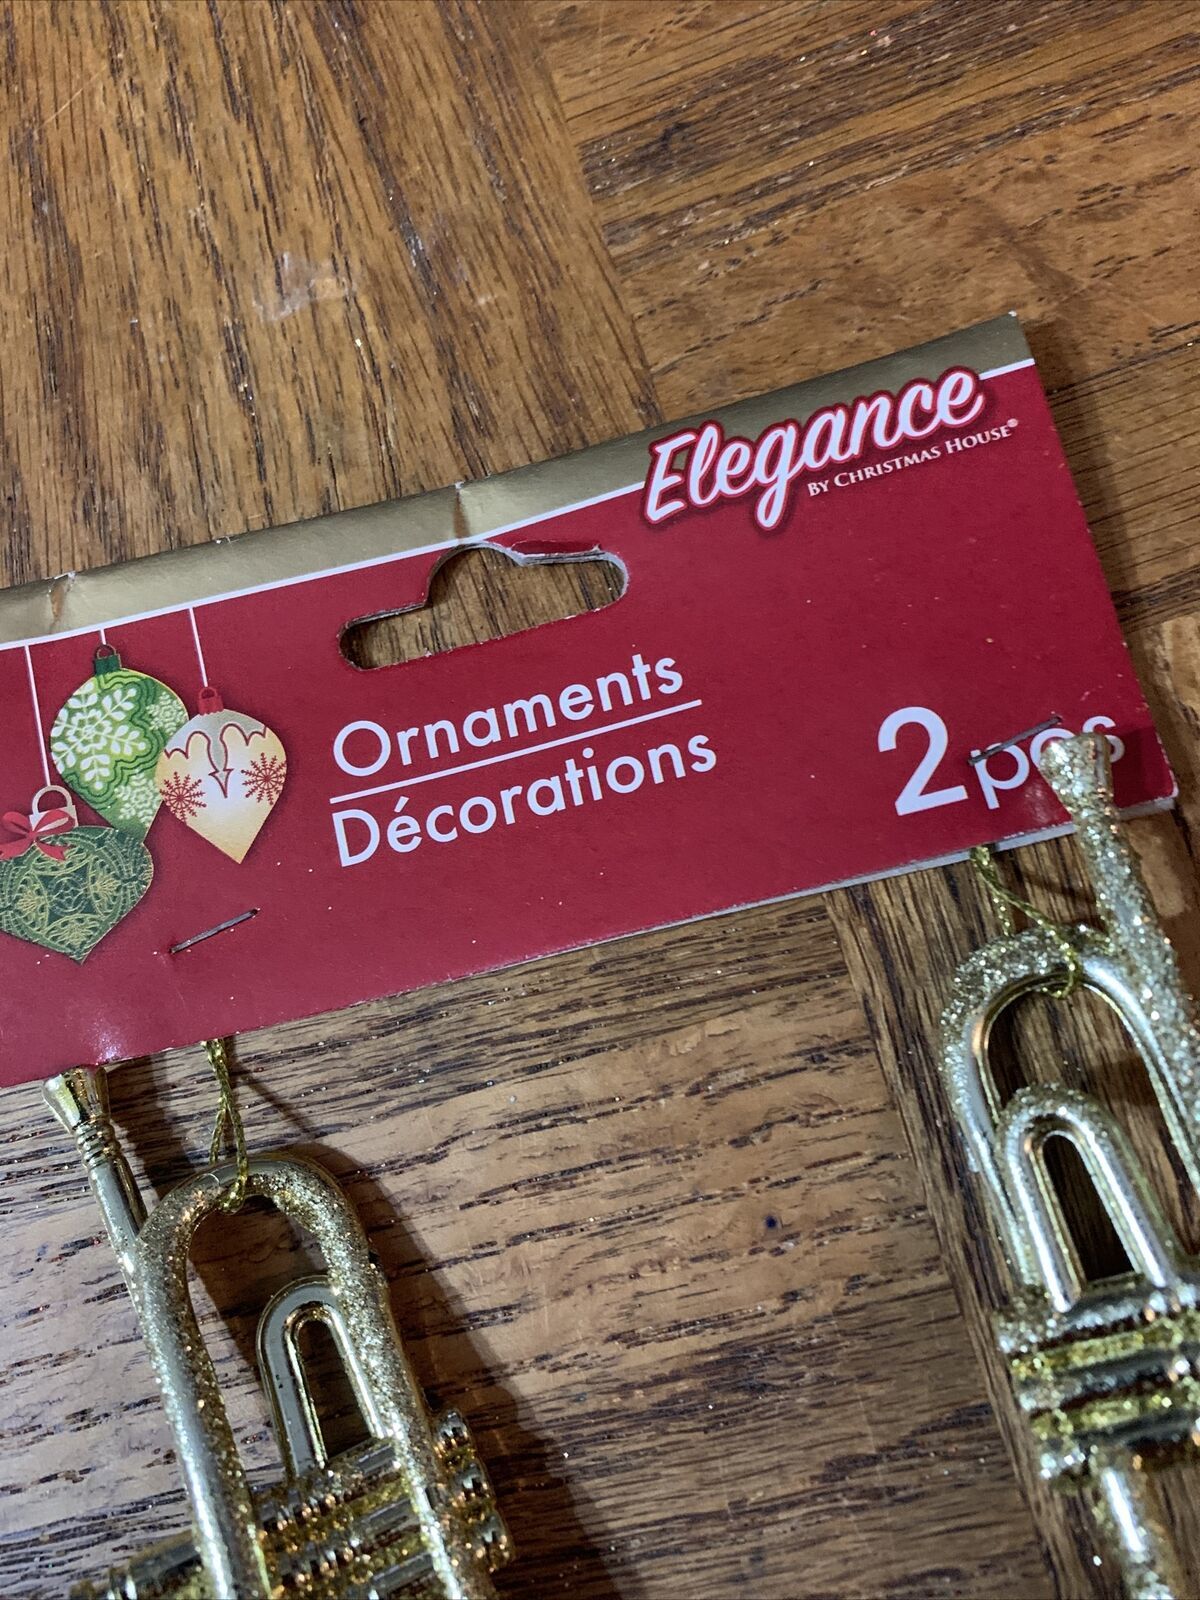 Elegance
BY CHRISTMAS HOUSE®
Ornaments
Décorations
2 pcs